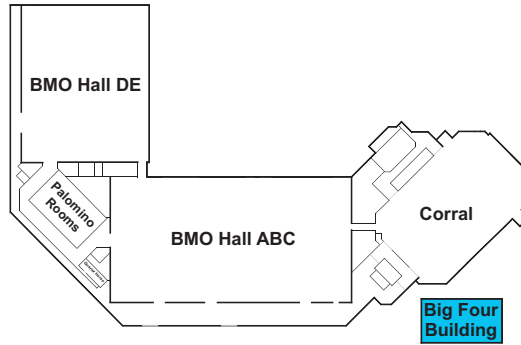 BMO Hall DE
Palomino
Rooms
BMO Hall ABC
Corral
Big Four
Building